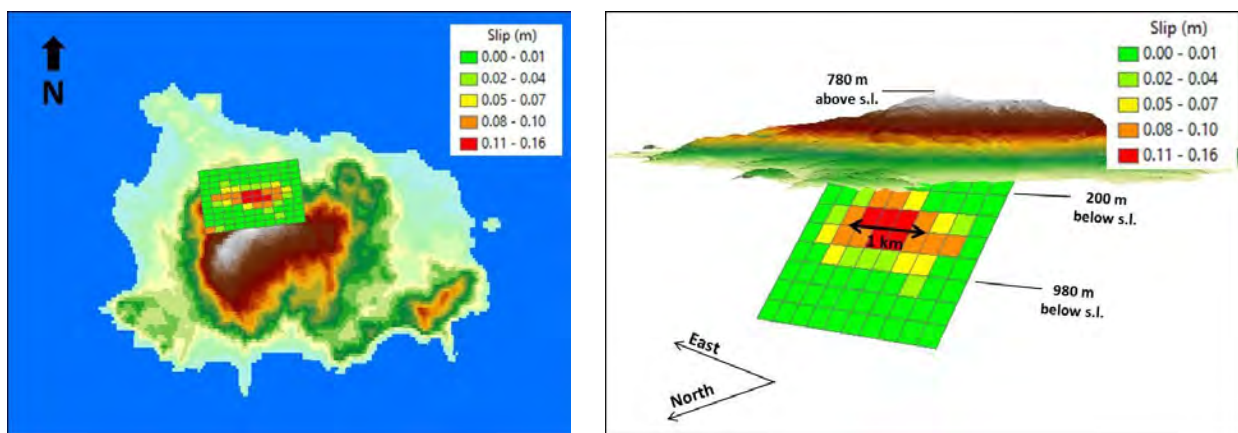 N
Slip (m)
0.00 - 0.01
0.02 - 0.04
0.05 - 0.07
0.08 - 0.10
0.11 - 0.16
Slip (m)
0.00 - 0.01
0.02 - 0.04
0.05 - 0.07
0.08 - 0.10
0.11 - 0.16
780 m
above s.l.
200 m
below s.l.
1 km
980 m
below s.l.
East
North